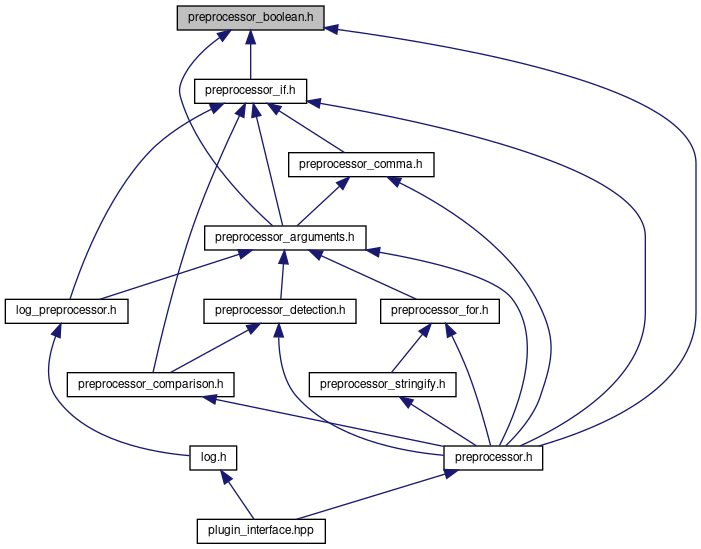 preprocessor_boolean.h
preprocessor_if.h
preprocessor_comma.h
preprocessor_arguments.h
log_preprocessor.h
preprocessor_detection.h
preprocessor_for.h
preprocessor_comparison.h
preprocessor_stringify.h
log.h
preprocessor.h
plugin_interface.hpp